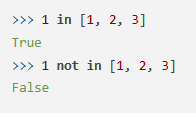 >>> 1 in [1, 2, 3]
True
>>> 1 not in [1, 2, 3]
False